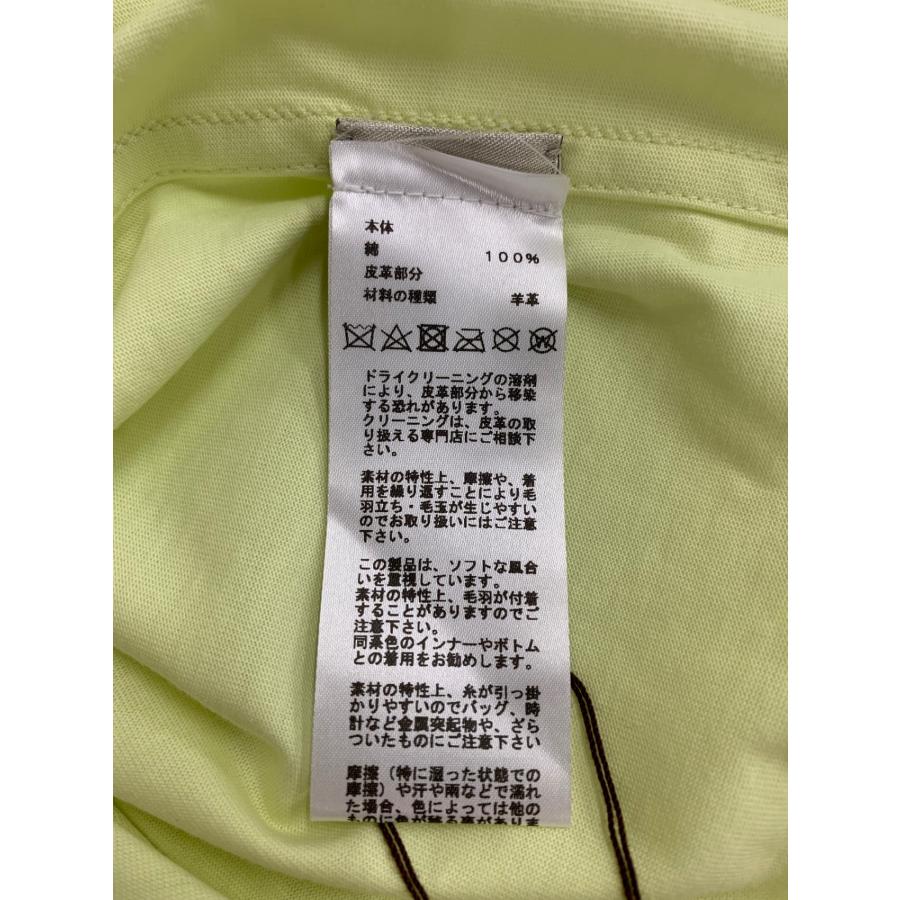 本体
綿 100%
皮革部分
材料の種類 羊革
W
ドライクリーニングの溶剤
により、皮革部分から移染
する恐れがあります。
クリーニングは、皮革の取
り扱える専門店にご相談下
さい。
素材の特性上、摩擦や、着
用を繰り返すことにより毛
羽立ち・毛玉が生じやすい
のでお取り扱いにはご注意
下さい。
この製品は、ソフトな風合
いを重視しています。
素材の特性上、毛羽が付着
することがありますのでご
注意下さい。
同系色のインナーやボトム
との着用をお勧めします。
素材の特性上、糸が引っ掛
かりやすいのでバッグ、時
計など金属突起物や、ざら
ついたものにご注意下さい
摩擦（特に湿った状態での
摩擦）や汗や雨などで濡れ
た場合、色によっては他の
ものに色が移る事がありま